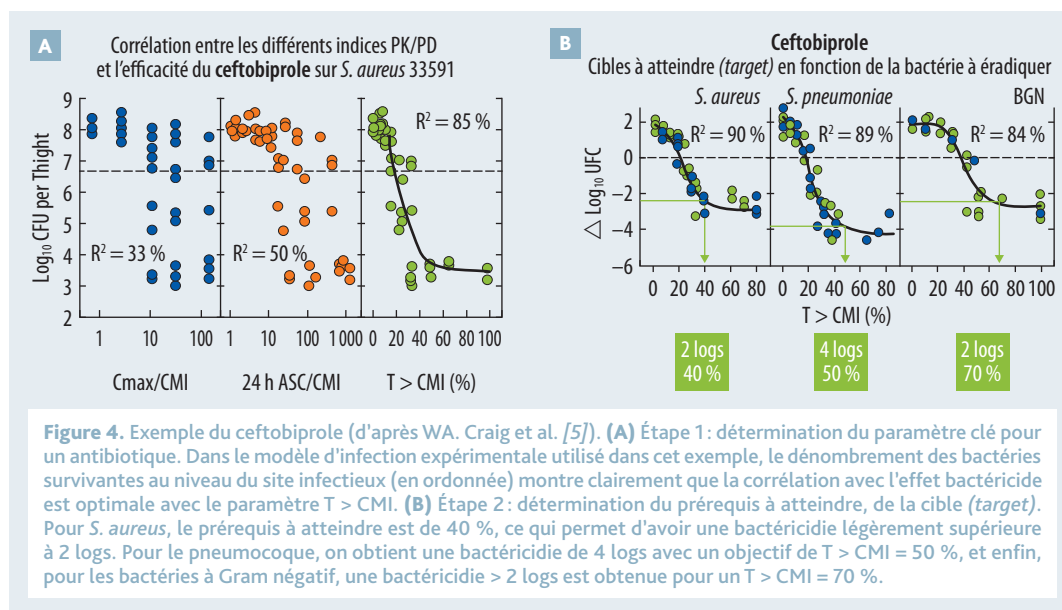 A
Corrélation entre les différents indices PK/PD
et l'efficacité du ceftobiprole sur S. aureus 33591
Log10 CFU per Thight
9
8
7
6
5
4
3
2
R² = 33 %
R² = 50 %
R² = 85 %
1 10 100
1 10 100 1 000
0 20 40 60 80 100
Cmax/CMI
24 h ASC/CMI
T > CMI (%)
B
Ceftobiprole
Cibles à atteindre (target) en fonction de la bactérie à éradiquer
S. aureus
S. pneumoniae
BGN
R² = 90 %
R² = 89 %
R² = 84 %
△ Log10 UFC
2
0
−2
−4
−6
0 20 40 60 80
0 20 40 60 80
0 20 40 60 80 100
T > CMI (%)
2 logs
40 %
4 logs
50 %
2 logs
70 %
Figure 4. Exemple du ceftobiprole (d'après WA. Craig et al. [5]). (A) Étape 1 : détermination du paramètre clé pour
un antibiotique. Dans le modèle d'infection expérimentale utilisé dans cet exemple, le dénombrement des bactéries
survivantes au niveau du site infectieux (en ordonnée) montre clairement que la corrélation avec l'effet bactéricide
est optimale avec le paramètre T > CMI. (B) Étape 2 : détermination du prérequis à atteindre, de la cible (target).
Pour S. aureus, le prérequis à atteindre est de 40 %, ce qui permet d'avoir une bactéricidie légèrement supérieure
à 2 logs. Pour le pneumocoque, on obtient une bactéricidie de 4 logs avec un objectif de T > CMI = 50 %, et enfin,
pour les bactéries à Gram négatif, une bactéricidie > 2 logs est obtenue pour un T > CMI = 70 %.